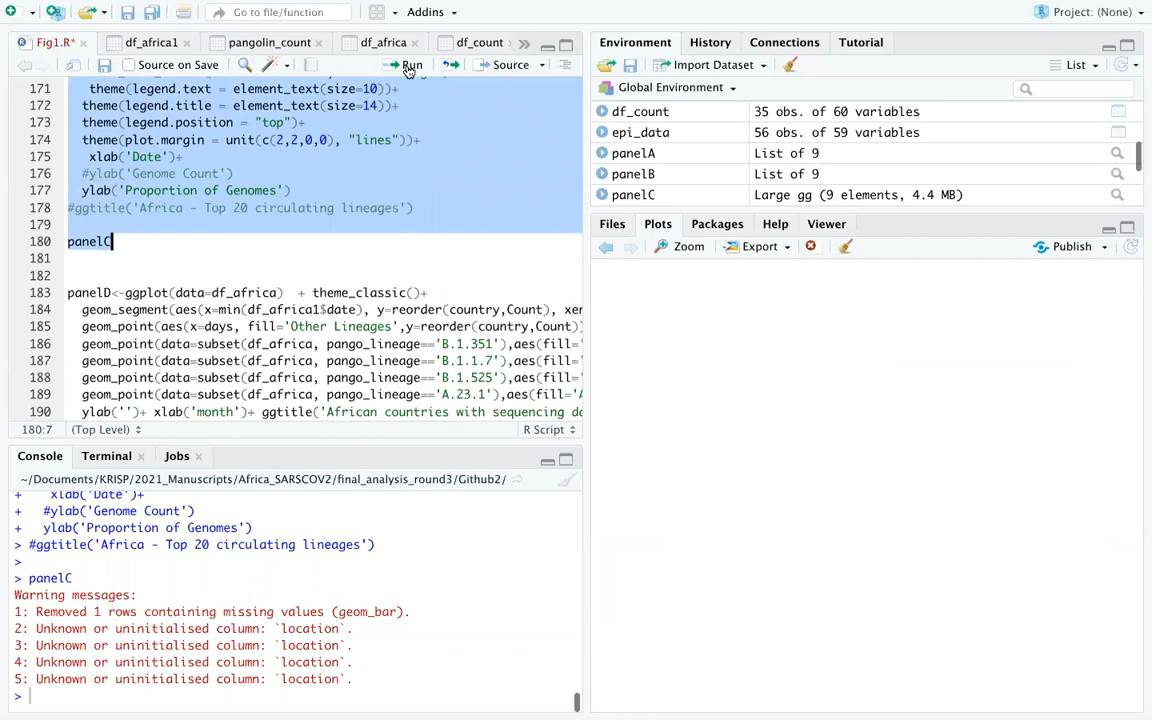 Go to file/function
Addins
Project: (None)
Fig1.R*
df_africa1
pangolin_count
df_africa
df_count
Source on Save
Run
Source
171 theme(legend.text = element_text(size=10))+
172 theme(legend.title = element_text(size=14))+
173 theme(legend.position = "top")+
174 theme(plot.margin = unit(c(2,2,0,0), "lines"))+
175 xlab('Date')+
176 #ylab('Genome Count')
177 ylab('Proportion of Genomes')
178 #ggtitle('Africa - Top 20 circulating lineages')
179
180 panelC
181
182
183 panelD<-ggplot(data=df_africa) + theme_classic()+
184 geom_segment(aes(x=min(df_africa1$date), y=reorder(country,Count), xen
185 geom_point(aes(x=days, fill='Other Lineages',y=reorder(country,Count)
186 geom_point(data=subset(df_africa, pango_lineage=='B.1.351'),aes(fill='
187 geom_point(data=subset(df_africa, pango_lineage=='B.1.1.7'),aes(fill='
188 geom_point(data=subset(df_africa, pango_lineage=='B.1.525'),aes(fill='
189 geom_point(data=subset(df_africa, pango_lineage=='A.23.1'),aes(fill='A
190 ylab('')+ xlab('month')+ ggtitle('African countries with sequencing da
180:7
(Top Level)
R Script
Console
Terminal
Jobs
~/Documents/KRISP/2021_Manuscripts/Africa_SARSCOV2/final_analysis_round3/Github2/
+ xlab('Date')+
+ #ylab('Genome Count')
+ ylab('Proportion of Genomes')
> #ggtitle('Africa - Top 20 circulating lineages')
>
> panelC
Warning messages:
1: Removed 1 rows containing missing values (geom_bar).
2: Unknown or uninitialised column: `location`.
3: Unknown or uninitialised column: `location`.
4: Unknown or uninitialised column: `location`.
5: Unknown or uninitialised column: `location`.
>
Environment
History
Connections
Tutorial
Import Dataset
List
Global Environment
df_count 35 obs. of 60 variables
epi_data 56 obs. of 59 variables
panelA List of 9
panelB List of 9
panelC Large gg (9 elements, 4.4 MB)
Files
Plots
Packages
Help
Viewer
Zoom
Export
Publish